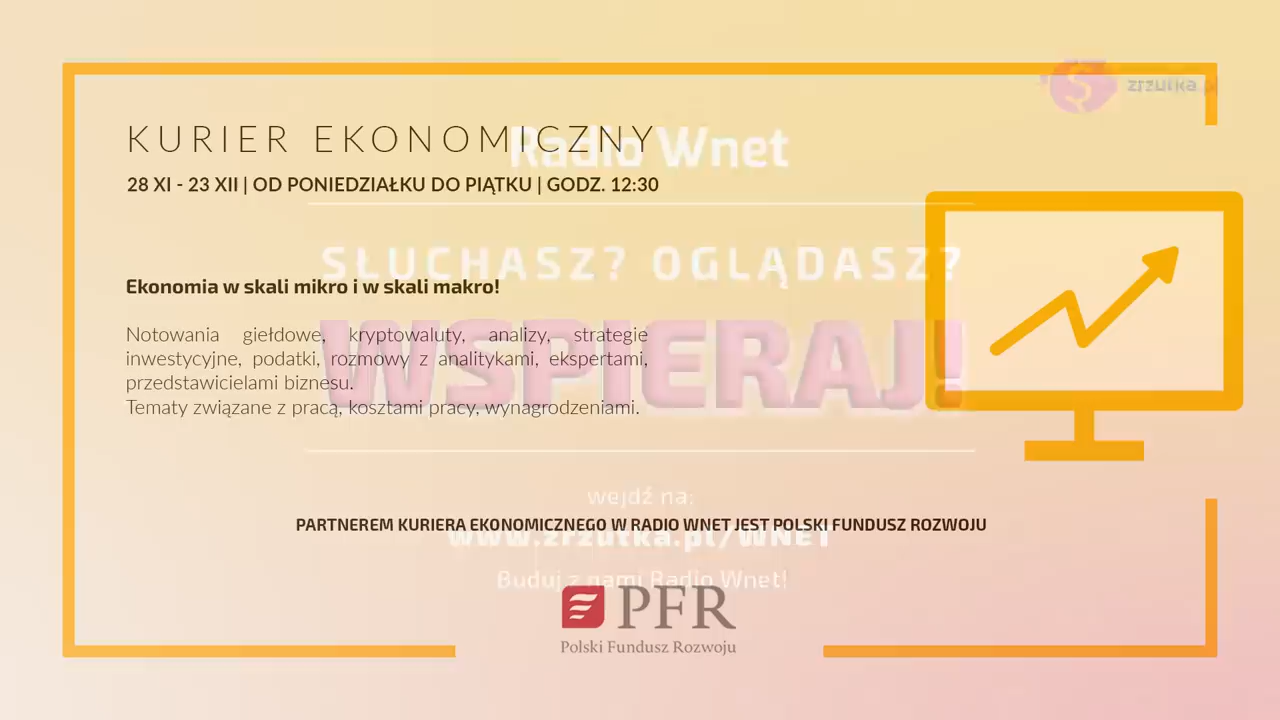 zrzutka.pl
KURIER EKONOMICZNY
Radio Wnet
28 XI - 23 XII | OD PONIEDZIAŁKU DO PIĄTKU | GODZ. 12:30
SŁUCHASZ? OGLĄDASZ?
Ekonomia w skali mikro i w skali makro!
WSPIERAJ!
Notowania giełdowe, kryptowaluty, analizy, strategie
inwestycyjne, podatki, rozmowy z analitykami, ekspertami,
przedstawicielami biznesu.
Tematy związane z pracą, kosztami pracy, wynagrodzeniami.
wejdź na:
PARTNEREM KURIERA EKONOMICZNEGO W RADIO WNET JEST POLSKI FUNDUSZ ROZWOJU
www.zrzutka.pl/WNET
Buduj z nami Radio Wnet!
PFR
Polski Fundusz Rozwoju